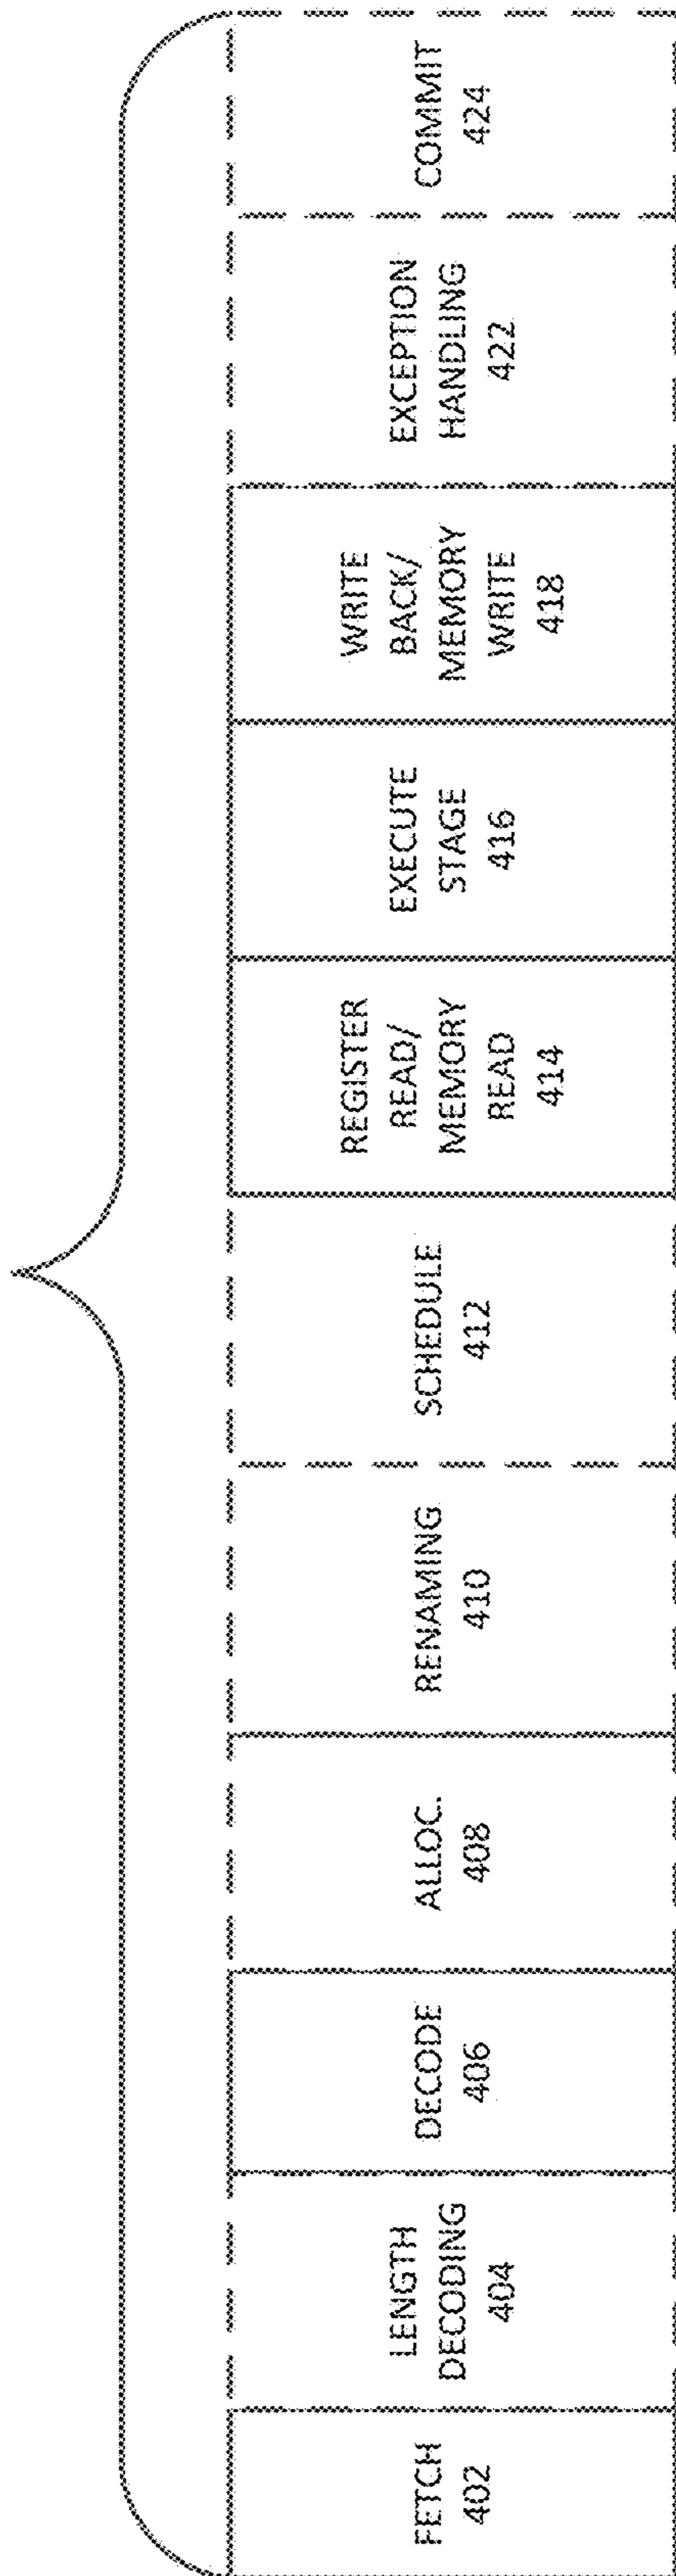 FETCH
402
LENGTH
DECODING
404
DECODE
406
ALLOC.
408
RENAMING
410
SCHEDULE
412
REGISTER
READ/
MEMORY
READ
414
EXECUTE
STAGE
416
WRITE
BACK/
MEMORY
WRITE
418
EXCEPTION
HANDLING
422
COMMIT
424